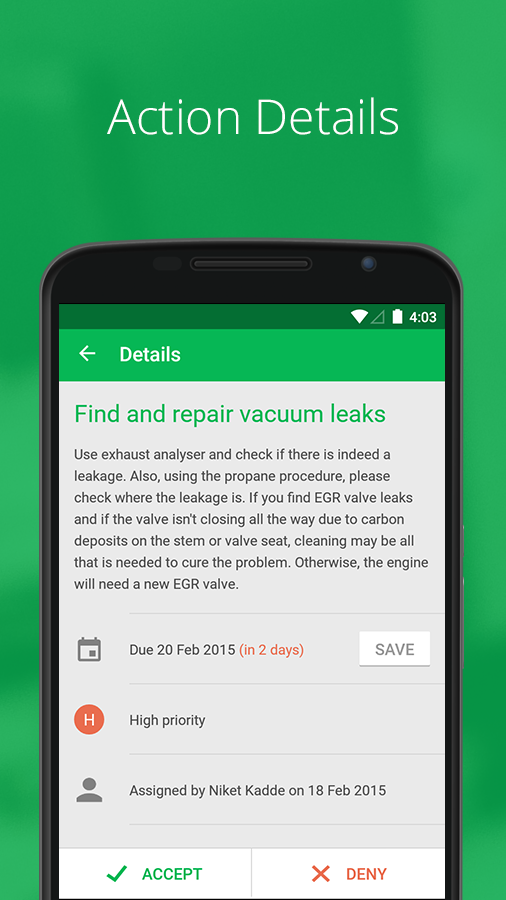 Action Details
4:03
Details
Find and repair vacuum leaks
Use exhaust analyser and check if there is indeed a
leakage. Also, using the propane procedure, please
check where the leakage is. If you find EGR valve leaks
and if the valve isn't closing all the way due to carbon
deposits on the stem or valve seat, cleaning may be all
that is needed to cure the problem. Otherwise, the engine
will need a new EGR valve.
Due 20 Feb 2015 (in 2 days) SAVE
H High priority
Assigned by Niket Kadde on 18 Feb 2015
ACCEPT DENY